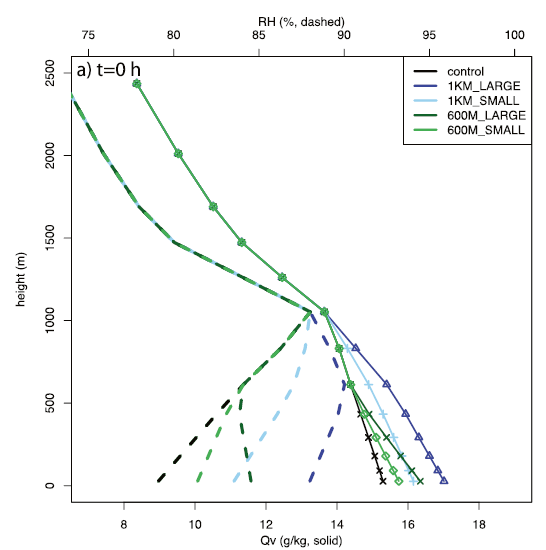 RH (%, dashed)
75 80 85 90 95 100
a) t=0 h
control
1KM_LARGE
1KM_SMALL
600M_LARGE
600M_SMALL
height (m)
2500
2000
1500
1000
500
0
8 10 12 14 16 18
Qv (g/kg, solid)